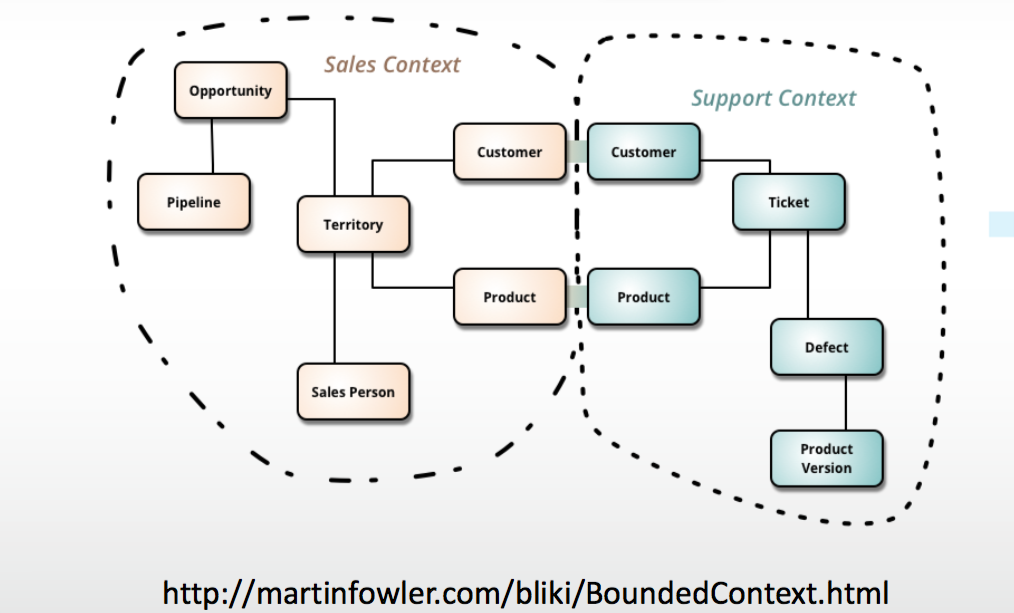 Sales Context
Support Context
Opportunity
Pipeline
Territory
Customer
Customer
Ticket
Product
Product
Defect
Sales Person
Product
Version
http://martinfowler.com/bliki/BoundedContext.html